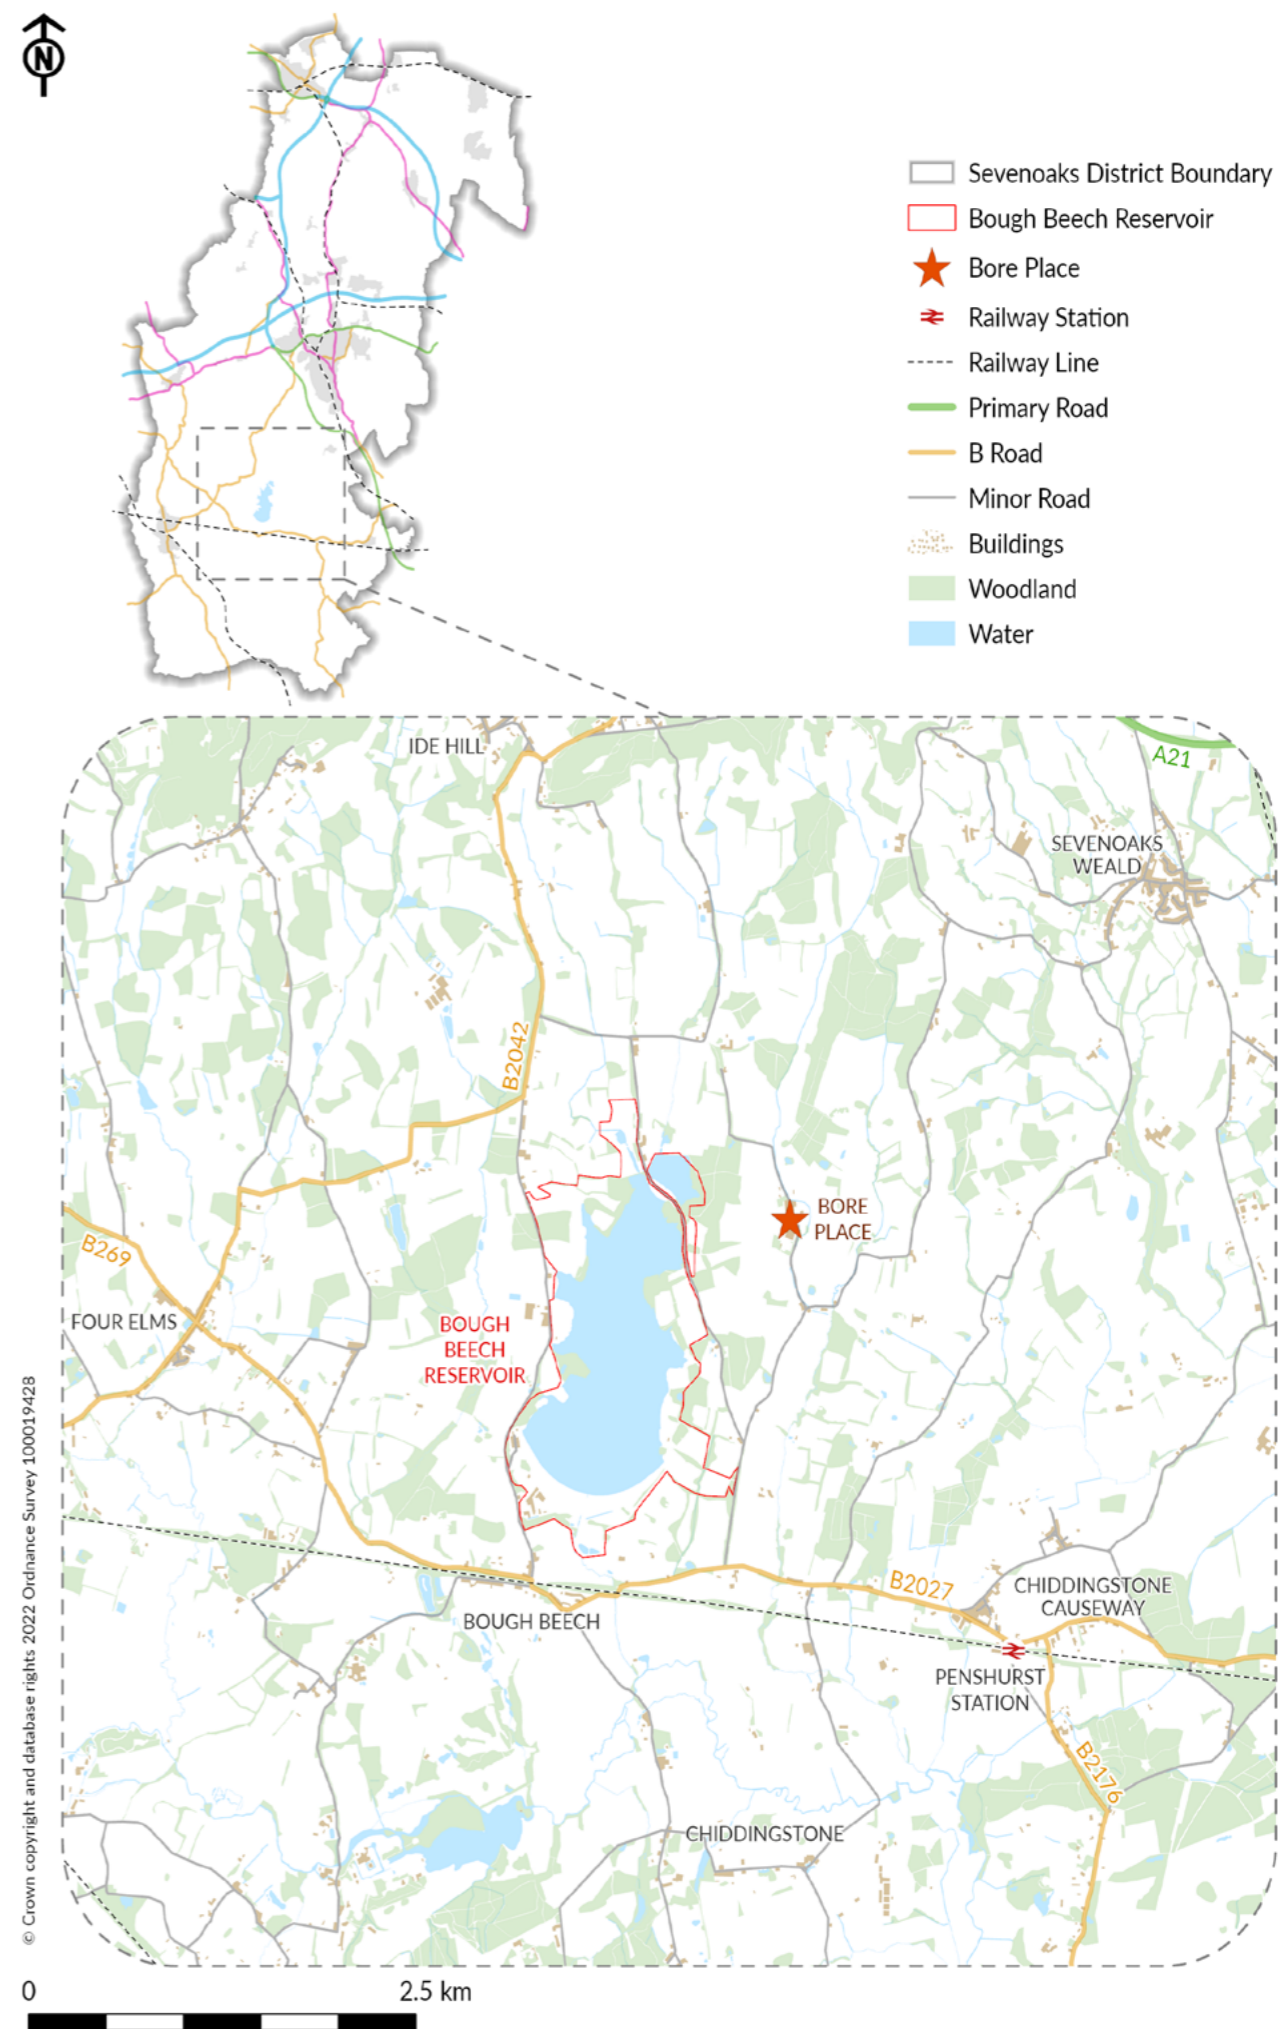 N
Sevenoaks District Boundary
Bough Beech Reservoir
Bore Place
Railway Station
Railway Line
Primary Road
B Road
Minor Road
Buildings
Woodland
Water
IDE HILL
A21
SEVENOAKS
WEALD
B2042
BORE
PLACE
B269
FOUR ELMS
BOUGH
BEECH
RESERVOIR
B2027
CHIDDINGSTONE
CAUSEWAY
BOUGH BEECH
PENSHURST
STATION
B2176
CHIDDINGSTONE
© Crown copyright and database rights 2022 Ordnance Survey 100019428
0
2.5 km